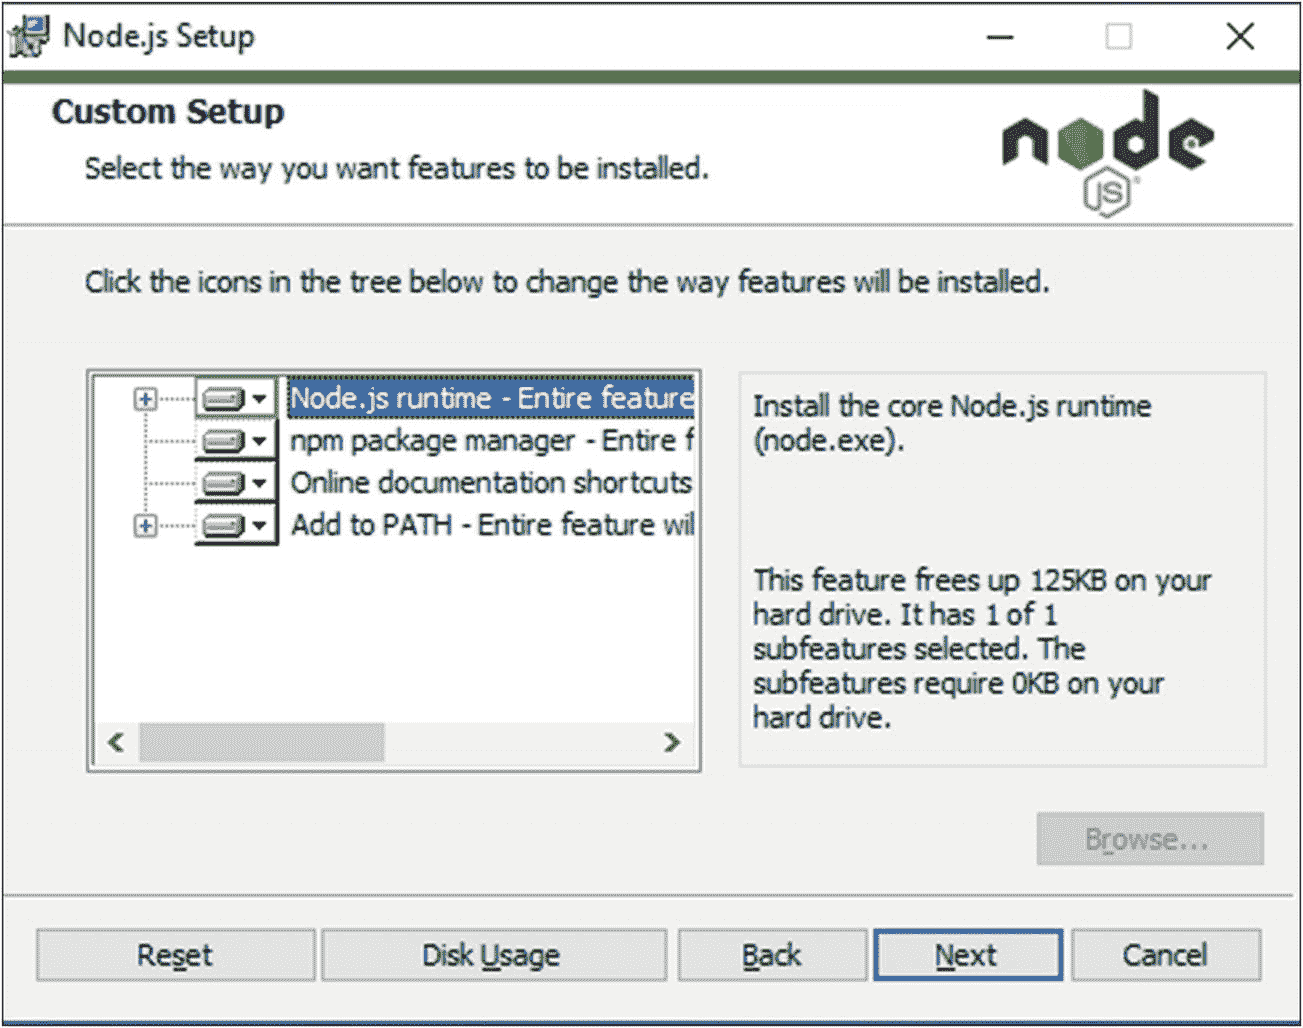 Node.js Setup
Custom Setup
Select the way you want features to be installed.
node
JS
Click the icons in the tree below to change the way features will be installed.
Node.js runtime - Entire feature
npm package manager - Entire f
Online documentation shortcuts
Add to PATH - Entire feature wil
Install the core Node.js runtime
(node.exe).
This feature frees up 125KB on your
hard drive. It has 1 of 1
subfeatures selected. The
subfeatures require 0KB on your
hard drive.
Browse...
Reset
Disk Usage
Back
Next
Cancel